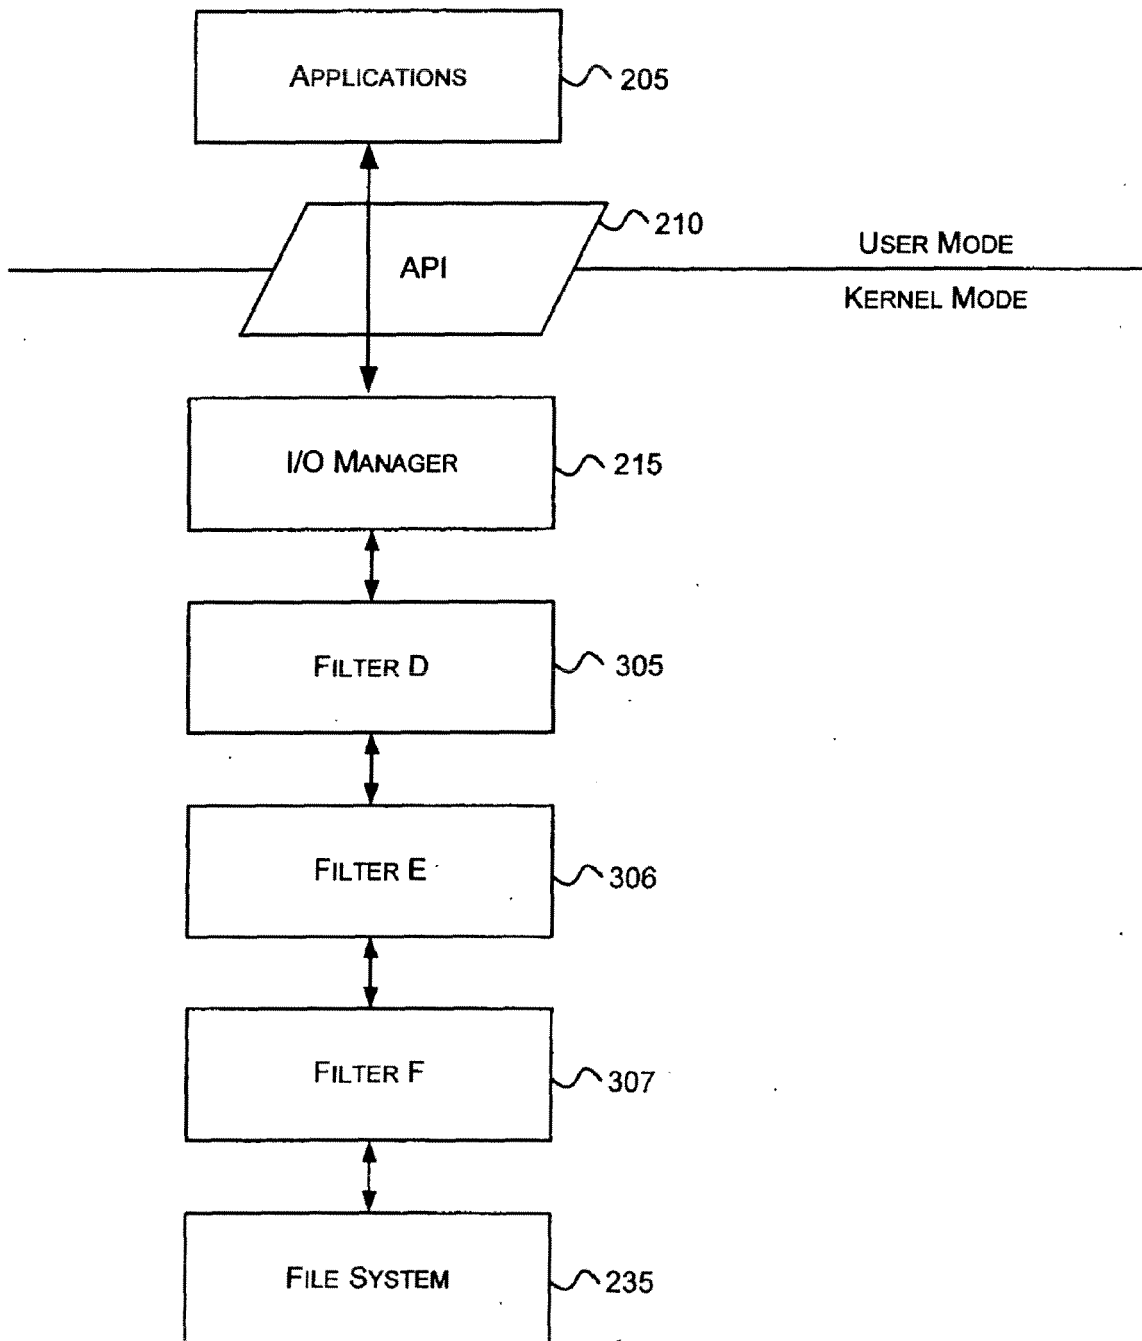 APPLICATIONS
205
210
API
USER MODE
KERNEL MODE
I/O MANAGER
215
FILTER D
305
FILTER E
306
FILTER F
307
FILE SYSTEM
235